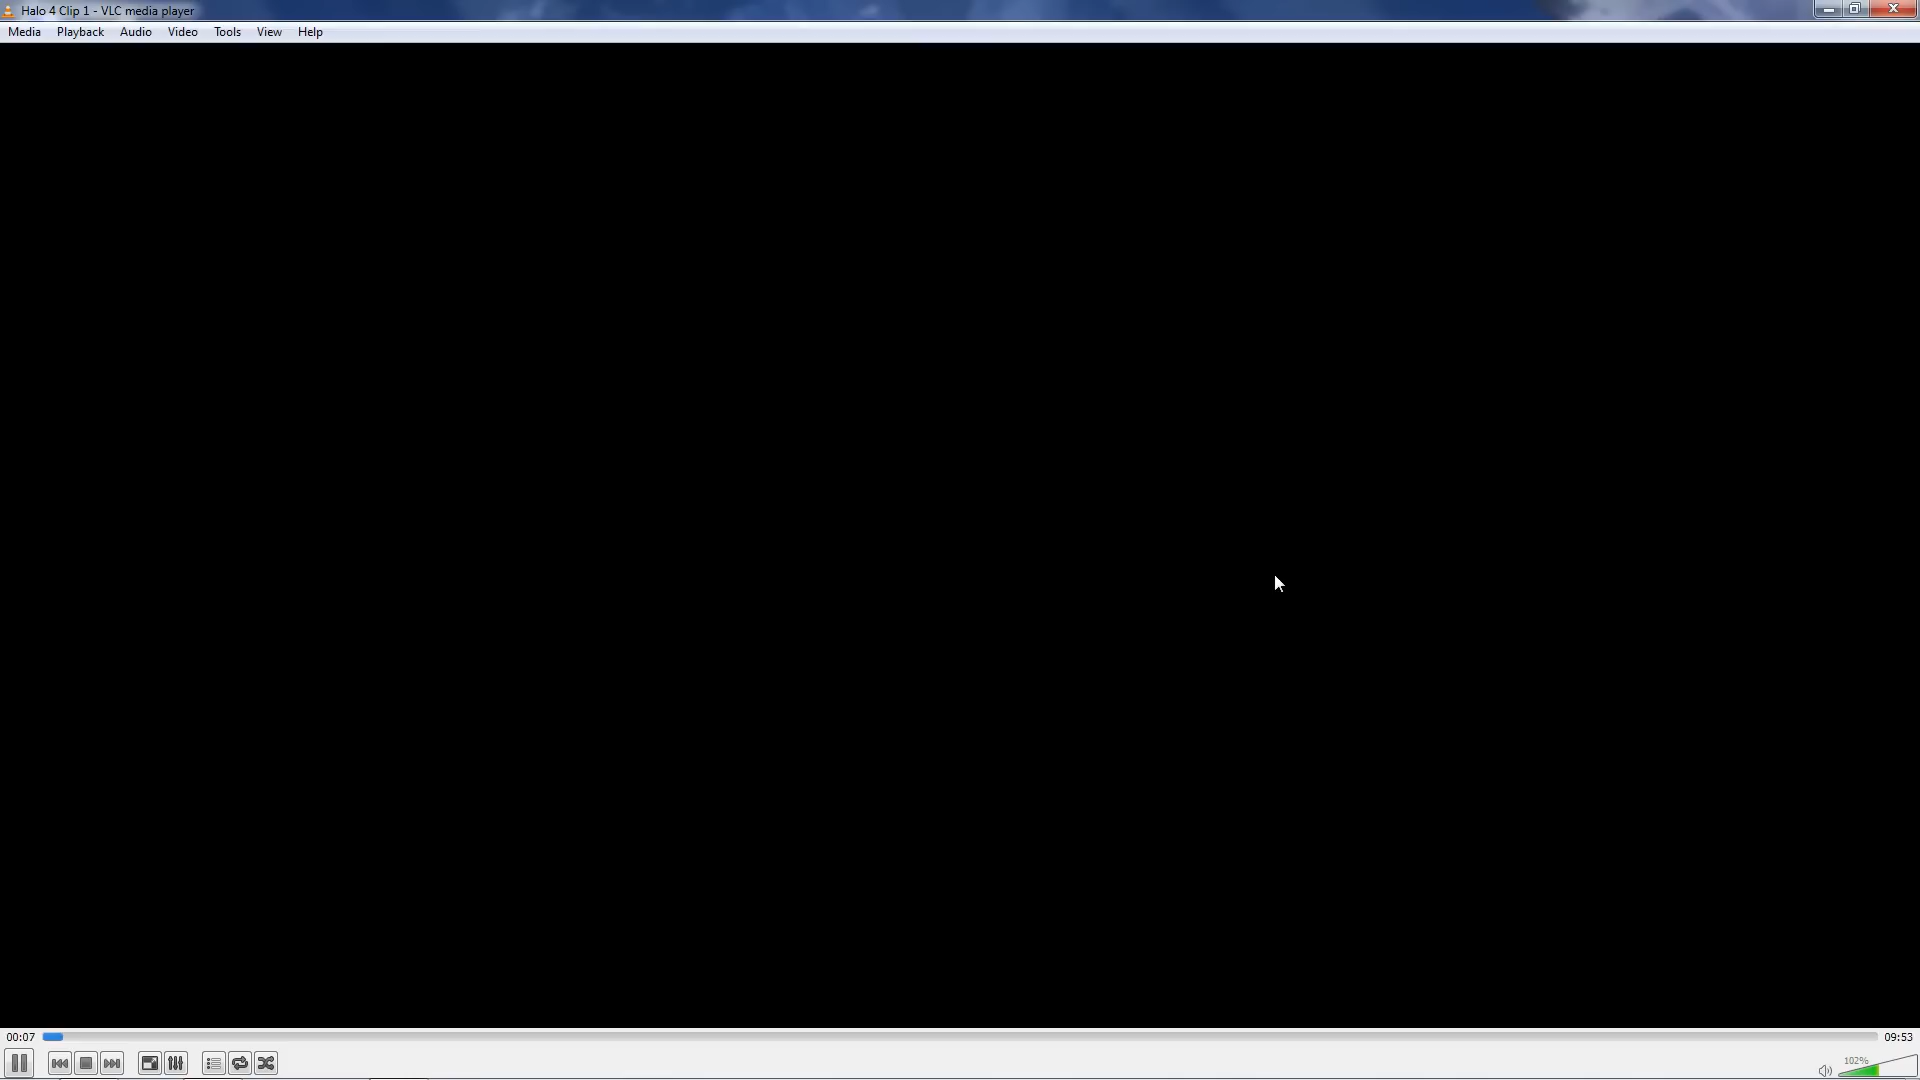 Halo 4 Clip 1 - VLC media player
Media Playback Audio Video Tools View Help
00:07 09:53
102%